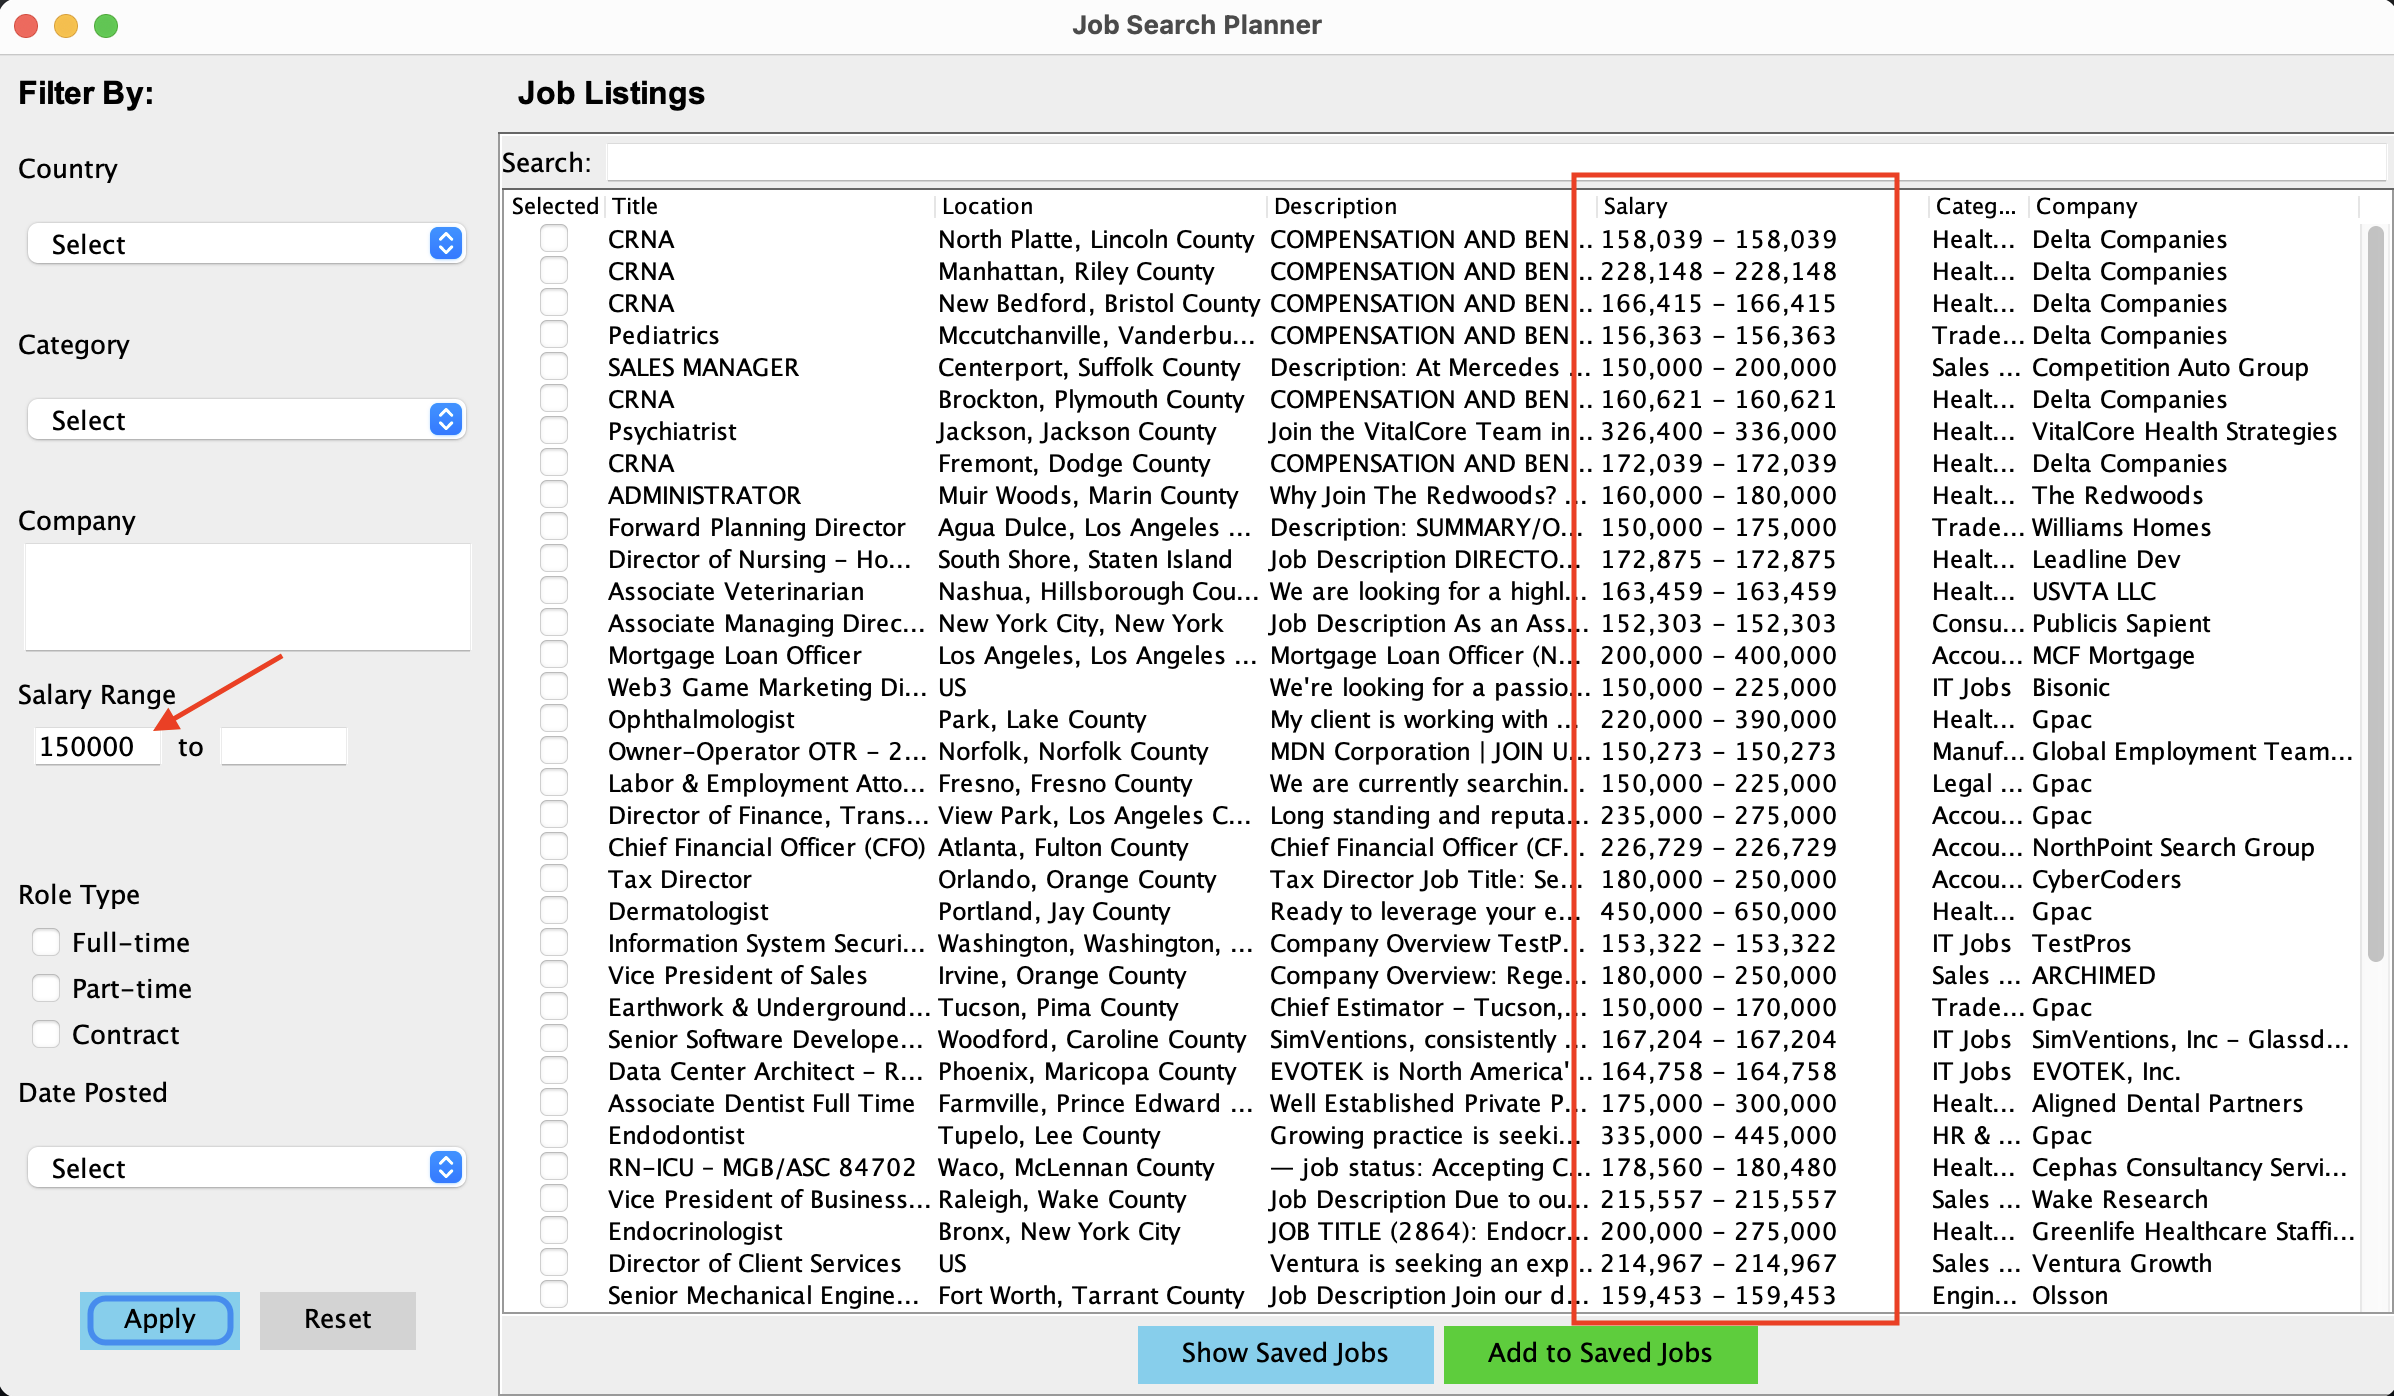 Job Search Planner
Filter By:
Country
Select
Category
Select
Company
Salary Range
150000 to
Role Type
Full-time
Part-time
Contract
Date Posted
Select
Apply Reset
Job Listings
Search:
Selected Title Location Description Salary Categ... Company
CRNA North Platte, Lincoln County COMPENSATION AND BEN... 158,039 - 158,039 Healt... Delta Companies
CRNA Manhattan, Riley County COMPENSATION AND BEN... 228,148 - 228,148 Healt... Delta Companies
CRNA New Bedford, Bristol County COMPENSATION AND BEN... 166,415 - 166,415 Healt... Delta Companies
Pediatrics Mccutchanville, Vanderbu... COMPENSATION AND BEN... 156,363 - 156,363 Trade... Delta Companies
SALES MANAGER Centerport, Suffolk County Description: At Mercedes ... 150,000 - 200,000 Sales ... Competition Auto Group
CRNA Brockton, Plymouth County COMPENSATION AND BEN... 160,621 - 160,621 Healt... Delta Companies
Psychiatrist Jackson, Jackson County Join the VitalCore Team in... 326,400 - 336,000 Healt... VitalCore Health Strategies
CRNA Fremont, Dodge County COMPENSATION AND BEN... 172,039 - 172,039 Healt... Delta Companies
ADMINISTRATOR Muir Woods, Marin County Why Join The Redwoods? ... 160,000 - 180,000 Healt... The Redwoods
Forward Planning Director Agua Dulce, Los Angeles ... Description: SUMMARY/O... 150,000 - 175,000 Trade... Williams Homes
Director of Nursing - Ho... South Shore, Staten Island Job Description DIRECTO... 172,875 - 172,875 Healt... Leadline Dev
Associate Veterinarian Nashua, Hillsborough Cou... We are looking for a highl... 163,459 - 163,459 Healt... USVTA LLC
Associate Managing Direc... New York City, New York Job Description As an Ass... 152,303 - 152,303 Consu... Publicis Sapient
Mortgage Loan Officer Los Angeles, Los Angeles ... Mortgage Loan Officer (N... 200,000 - 400,000 Accou... MCF Mortgage
Web3 Game Marketing Di... US We're looking for a passio... 150,000 - 225,000 IT Jobs Bisonic
Ophthalmologist Park, Lake County My client is working with ... 220,000 - 390,000 Healt... Gpac
Owner-Operator OTR - 2... Norfolk, Norfolk County MDN Corporation | JOIN U... 150,273 - 150,273 Manuf... Global Employment Team...
Labor & Employment Atto... Fresno, Fresno County We are currently searchin... 150,000 - 225,000 Legal ... Gpac
Director of Finance, Trans... View Park, Los Angeles C... Long standing and reputa... 235,000 - 275,000 Accou... Gpac
Chief Financial Officer (CFO) Atlanta, Fulton County Chief Financial Officer (CF... 226,729 - 226,729 Accou... NorthPoint Search Group
Tax Director Orlando, Orange County Tax Director Job Title: Se... 180,000 - 250,000 Accou... CyberCoders
Dermatologist Portland, Jay County Ready to leverage your e... 450,000 - 650,000 Healt... Gpac
Information System Securi... Washington, Washington, ... Company Overview TestP... 153,322 - 153,322 IT Jobs TestPros
Vice President of Sales Irvine, Orange County Company Overview: Rege... 180,000 - 250,000 Sales ... ARCHIMED
Earthwork & Underground... Tucson, Pima County Chief Estimator - Tucson,... 150,000 - 170,000 Trade... Gpac
Senior Software Develope... Woodford, Caroline County SimVentions, consistently ... 167,204 - 167,204 IT Jobs SimVentions, Inc - Glassd...
Data Center Architect - R... Phoenix, Maricopa County EVOTEK is North America'... 164,758 - 164,758 IT Jobs EVOTEK, Inc.
Associate Dentist Full Time Farmville, Prince Edward ... Well Established Private P... 175,000 - 300,000 Healt... Aligned Dental Partners
Endodontist Tupelo, Lee County Growing practice is seeki... 335,000 - 445,000 HR & ... Gpac
RN-ICU - MGB/ASC 84702 Waco, McLennan County — job status: Accepting C... 178,560 - 180,480 Healt... Cephas Consultancy Servi...
Vice President of Business... Raleigh, Wake County Job Description Due to ou... 215,557 - 215,557 Sales ... Wake Research
Endocrinologist Bronx, New York City JOB TITLE (2864): Endocr... 200,000 - 275,000 Healt... Greenlife Healthcare Staffi...
Director of Client Services US Ventura is seeking an exp... 214,967 - 214,967 Sales ... Ventura Growth
Senior Mechanical Engine... Fort Worth, Tarrant County Job Description Join our d... 159,453 - 159,453 Engin... Olsson
Show Saved Jobs Add to Saved Jobs